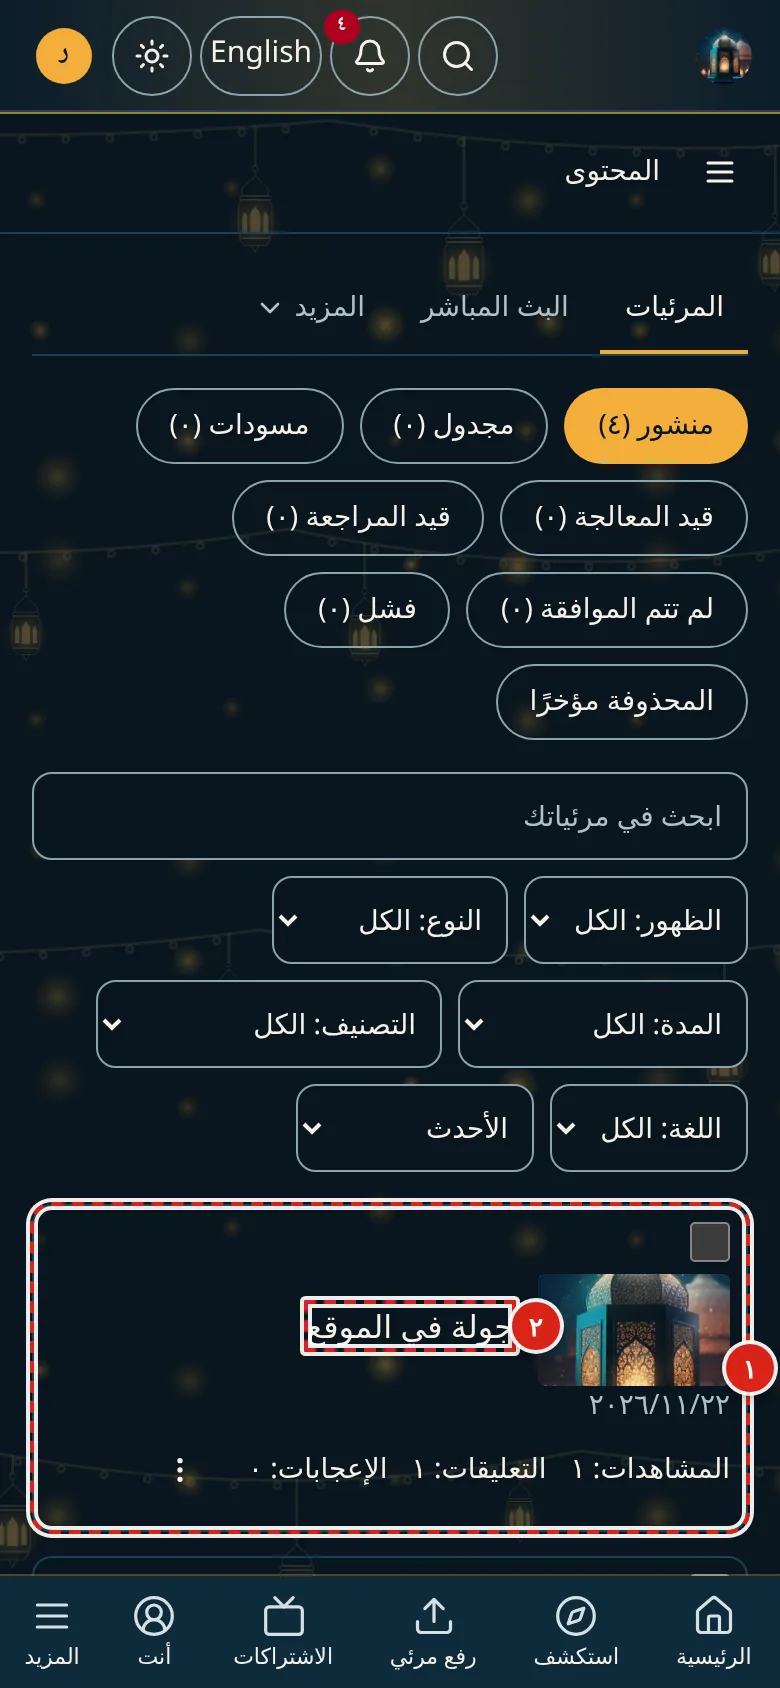 ر
English
٤
المحتوى
المرئيات
البث المباشر
المزيد
منشور (٤)
مجدول (٠)
مسودات (٠)
قيد المعالجة (٠)
قيد المراجعة (٠)
لم تتم الموافقة (٠)
فشل (٠)
المحذوفة مؤخرًا
ابحث في مرئياتك
الظهور: الكل
النوع: الكل
المدة: الكل
التصنيف: الكل
اللغة: الكل
الأحدث
جولة في الموقع
٢
١
٢٠٢٦/١١/٢٢
المشاهدات: ١ التعليقات: ١ الإعجابات: ٠
الرئيسية
استكشف
رفع مرئي
الاشتراكات
أنت
المزيد